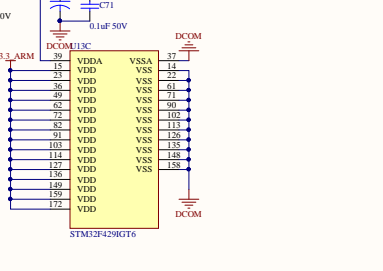 C71
0V
0.1uF 50V
DCOM
DCOM
U13C
3.3_ARM
39 VDDA VSSA 37
15 VDD VSS 14
23 VDD VSS 22
36 VDD VSS 61
49 VDD VSS 71
62 VDD VSS 90
72 VDD VSS 102
82 VDD VSS 113
91 VDD VSS 126
103 VDD VSS 135
114 VDD VSS 148
127 VDD VSS 158
136 VDD
149 VDD
159 VDD
172 VDD
DCOM
STM32F429IGT6